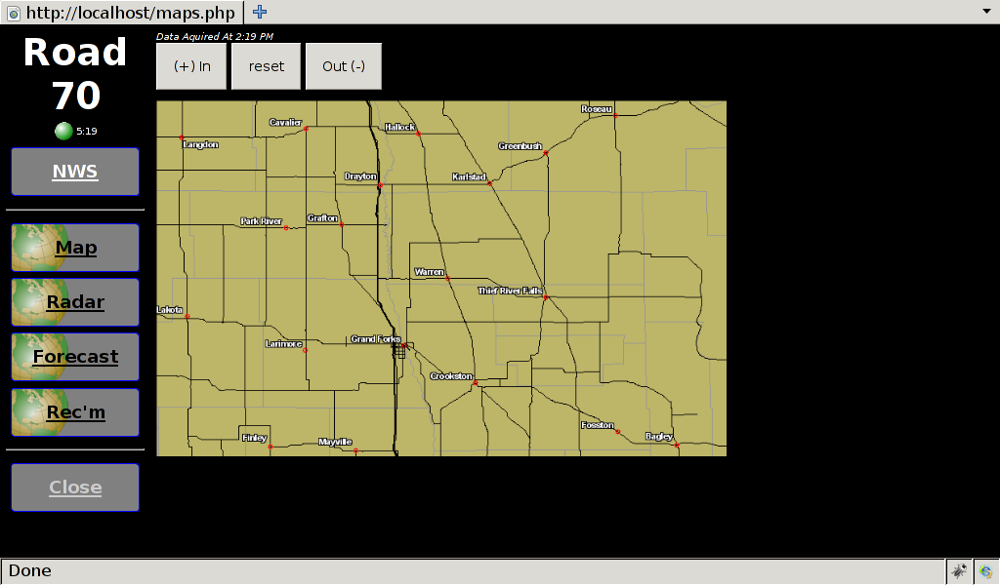 http://localhost/maps.php
Road
70
5:19
NWS
Map
Radar
Forecast
Rec'm
Close
Data Aquired At 2:19 PM
(+) In
reset
Out (-)
Roseau
Cavalier
Hallock
Langdon
Greenbush
Drayton
Karlstad
Park River
Grafton
Warren
Thief River Falls
Lakota
Larimore
Grand Forks
Crookston
Fosston
Finley
Mayville
Bagley
Done